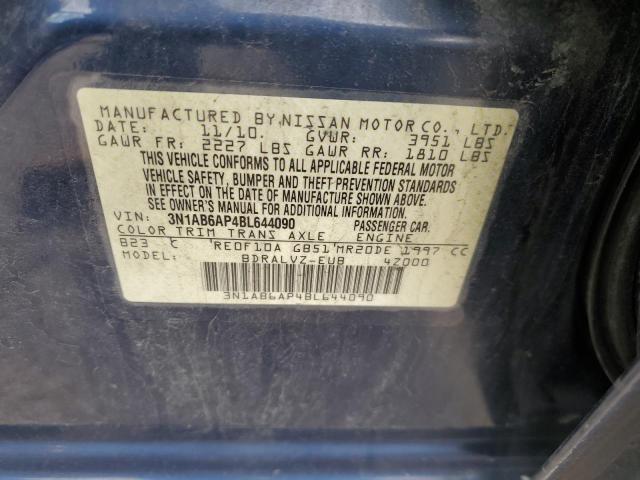 MANUFACTURED BY NISSAN MOTOR CO., LTD.
DATE: 11/10. GVWR: 3951 LBS
GAWR FR: 2227 LBS GAWR RR: 1810 LBS
THIS VEHICLE CONFORMS TO ALL APPLICABLE FEDERAL MOTOR
VEHICLE SAFETY, BUMPER AND THEFT PREVENTION STANDARDS
IN EFFECT ON THE DATE OF MANUFACTURE SHOWN ABOVE.
SEE OWNER'S MANUAL FOR ADDITIONAL INFORMATION.
VIN: 3N1AB6AP4BL644090 PASSENGER CAR.
COLOR TRIM TRANS AXLE ENGINE
B23 C RE0F10A GB51 MR20DE 1997 CC
MODEL: BDRALVZ-EUB 42000
3N1AB6AP4BL644090